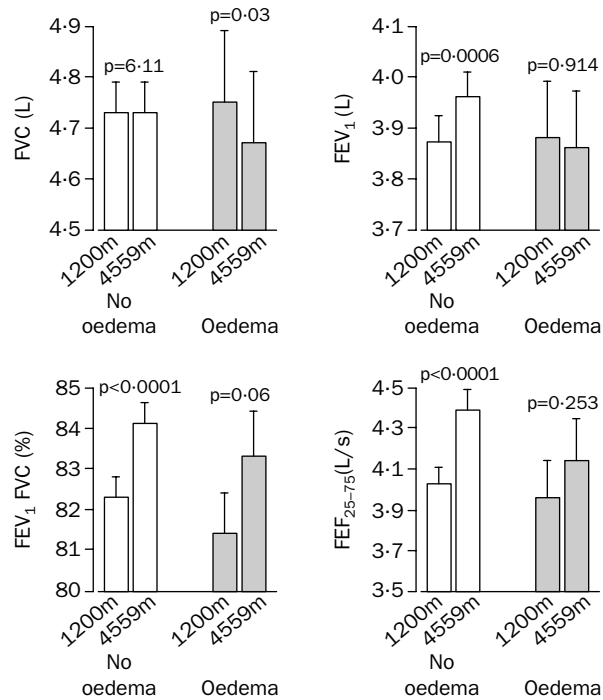 FVC (L)
4·9
4·8
4·7
4·6
4·5
p=6·11
p=0·03
1200m
4559m
1200m
4559m
No
oedema
Oedema
FEV1 (L)
4·1
4·0
3·9
3·8
3·7
p=0·0006
p=0·914
1200m
4559m
1200m
4559m
No
oedema
Oedema
FEV1 FVC (%)
85
84
83
82
81
80
p<0·0001
p=0·06
1200m
4559m
1200m
4559m
No
oedema
Oedema
FEF25–75(L/s)
4·5
4·3
4·1
3·9
3·7
3·5
p<0·0001
p=0·253
1200m
4559m
1200m
4559m
No
oedema
Oedema